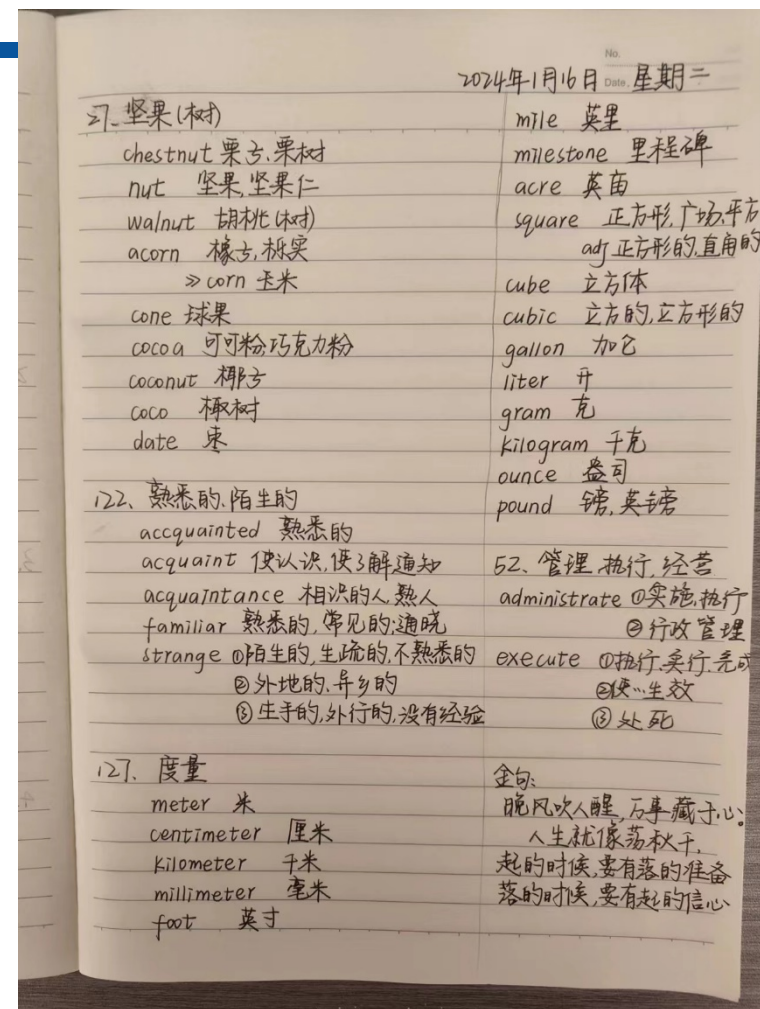 No.
2024年1月16日 Date. 星期二
27. 坚果(树)
chestnut 栗子、栗树
nut 坚果,坚果仁
walnut 胡桃(树)
acorn 橡子,栎实
》corn 玉米
cone 球果
cocoa 可可粉,巧克力粉
coconut 椰子
coco 椰树
date 枣
122、熟悉的、陌生的
accquainted 熟悉的
acquaint 使认识,使了解,通知
acquaintance 相识的人,熟人
familiar 熟悉的,常见的;通晓
strange ①陌生的,生疏的,不熟悉的
②外地的、异乡的
③生手的,外行的,没有经验
127、度量
meter 米
centimeter 厘米
kilometer 千米
millimeter 毫米
foot 英寸
mile 英里
milestone 里程碑
acre 英亩
square 正方形,广场,平方
adj 正方形的,直角的
cube 立方体
cubic 立方的,立方形的
gallon 加仑
liter 升
gram 克
kilogram 千克
ounce 盎司
pound 镑,英镑
52、管理,执行,经营
administrate ①实施,执行
②行政管理
execute ①执行,实行,完成
②使…生效
③处死
金句:
晚风吹人醒,万事藏于心。
人生就像荡秋千,
起的时候,要有落的准备
落的时候,要有起的信心